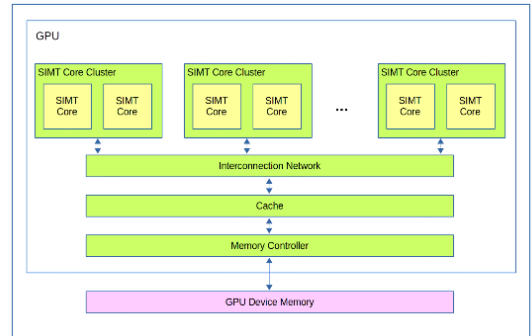 GPU
SIMT Core Cluster
SIMT Core Cluster
SIMT Core Cluster
SIMT
Core
SIMT
Core
SIMT
Core
SIMT
Core
...
SIMT
Core
SIMT
Core
Interconnection Network
Cache
Memory Controller
GPU Device Memory